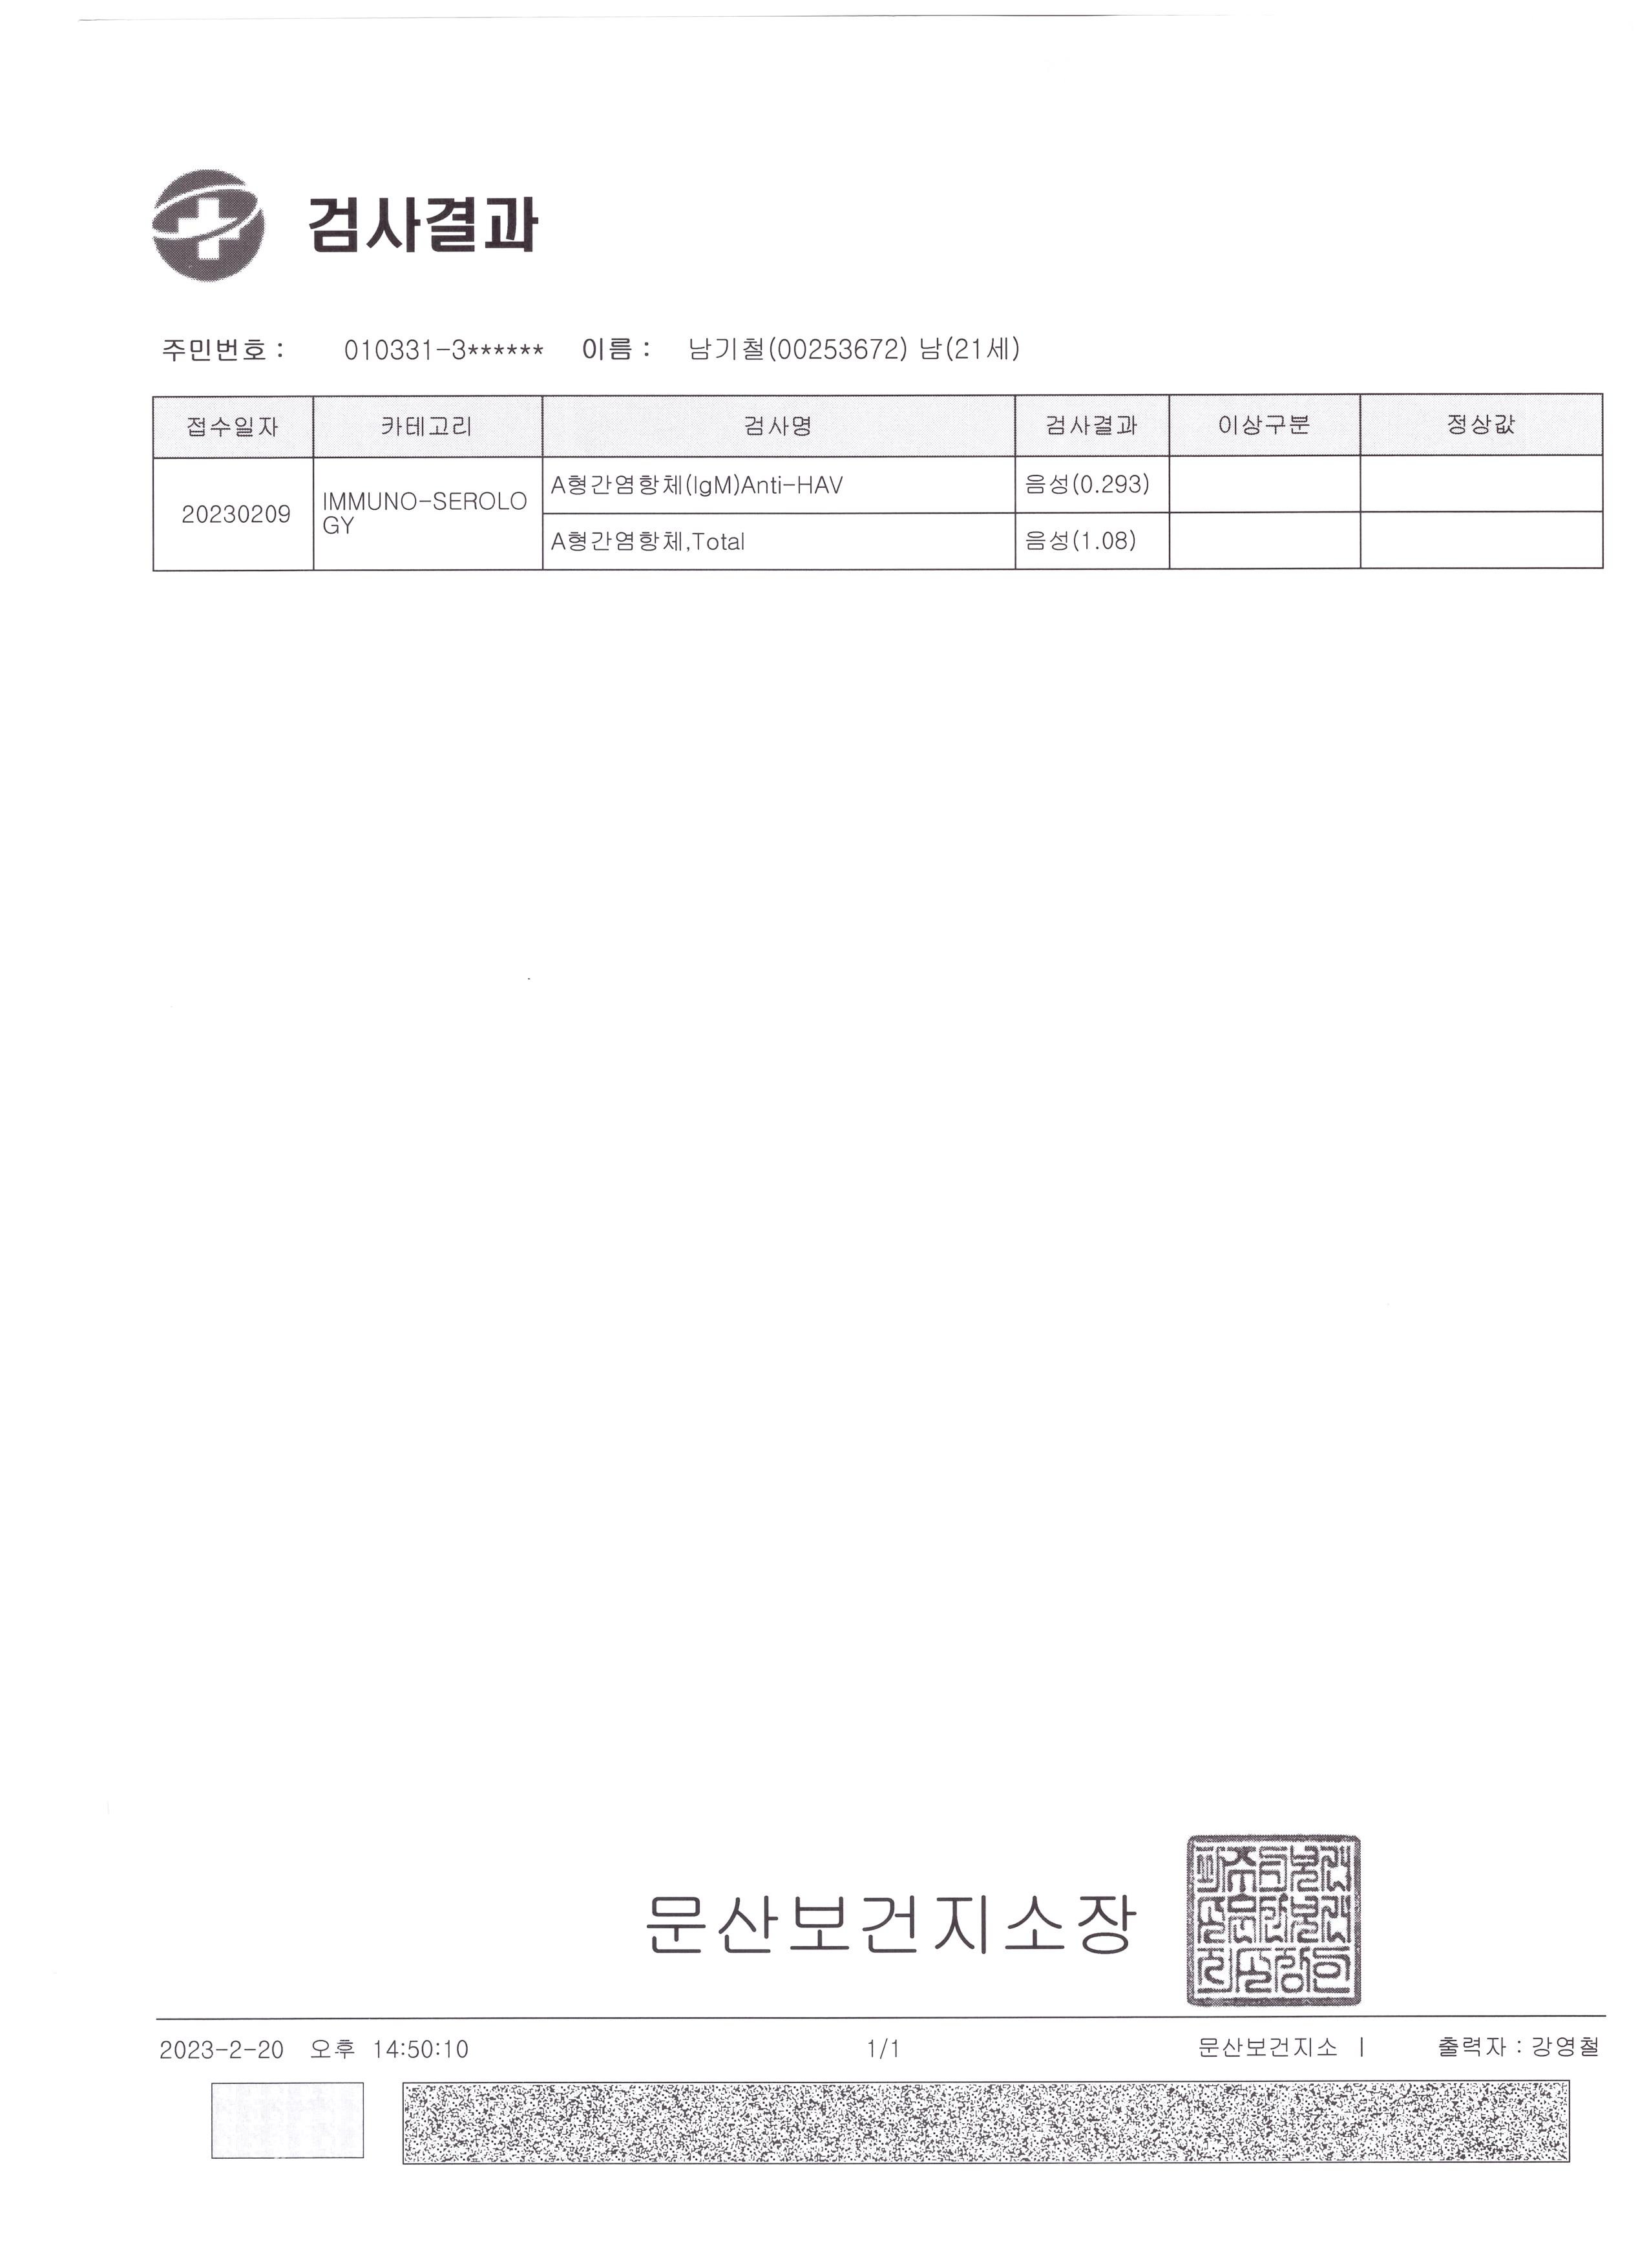 검사결과
주민번호 : 010331-3****** 이름 : 남기철(00253672) 남(21세)
접수일자 카테고리 검사명 검사결과 이상구분 정상값
20230209 IMMUNO-SEROLO
GY
A형간염항체(IgM)Anti-HAV 음성(0.293)
A형간염항체,Total 음성(1.08)
문산보건지소장
2023-2-20 오후 14:50:10 1/1 문산보건지소 | 출력자 : 강영철